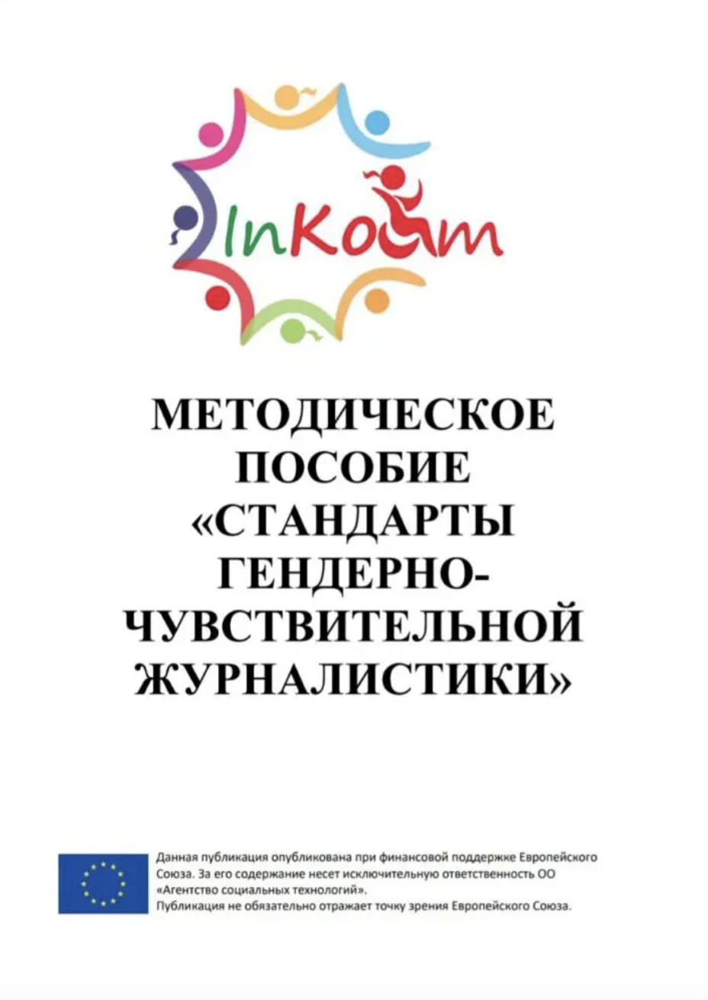 InKoom
МЕТОДИЧЕСКОЕ
ПОСОБИЕ
«СТАНДАРТЫ
ГЕНДЕРНО-
ЧУВСТВИТЕЛЬНОЙ
ЖУРНАЛИСТИКИ»
Данная публикация опубликована при финансовой поддержке Европейского
Союза. За его содержание несет исключительную ответственность ОО
«Агентство социальных технологий».
Публикация не обязательно отражает точку зрения Европейского Союза.